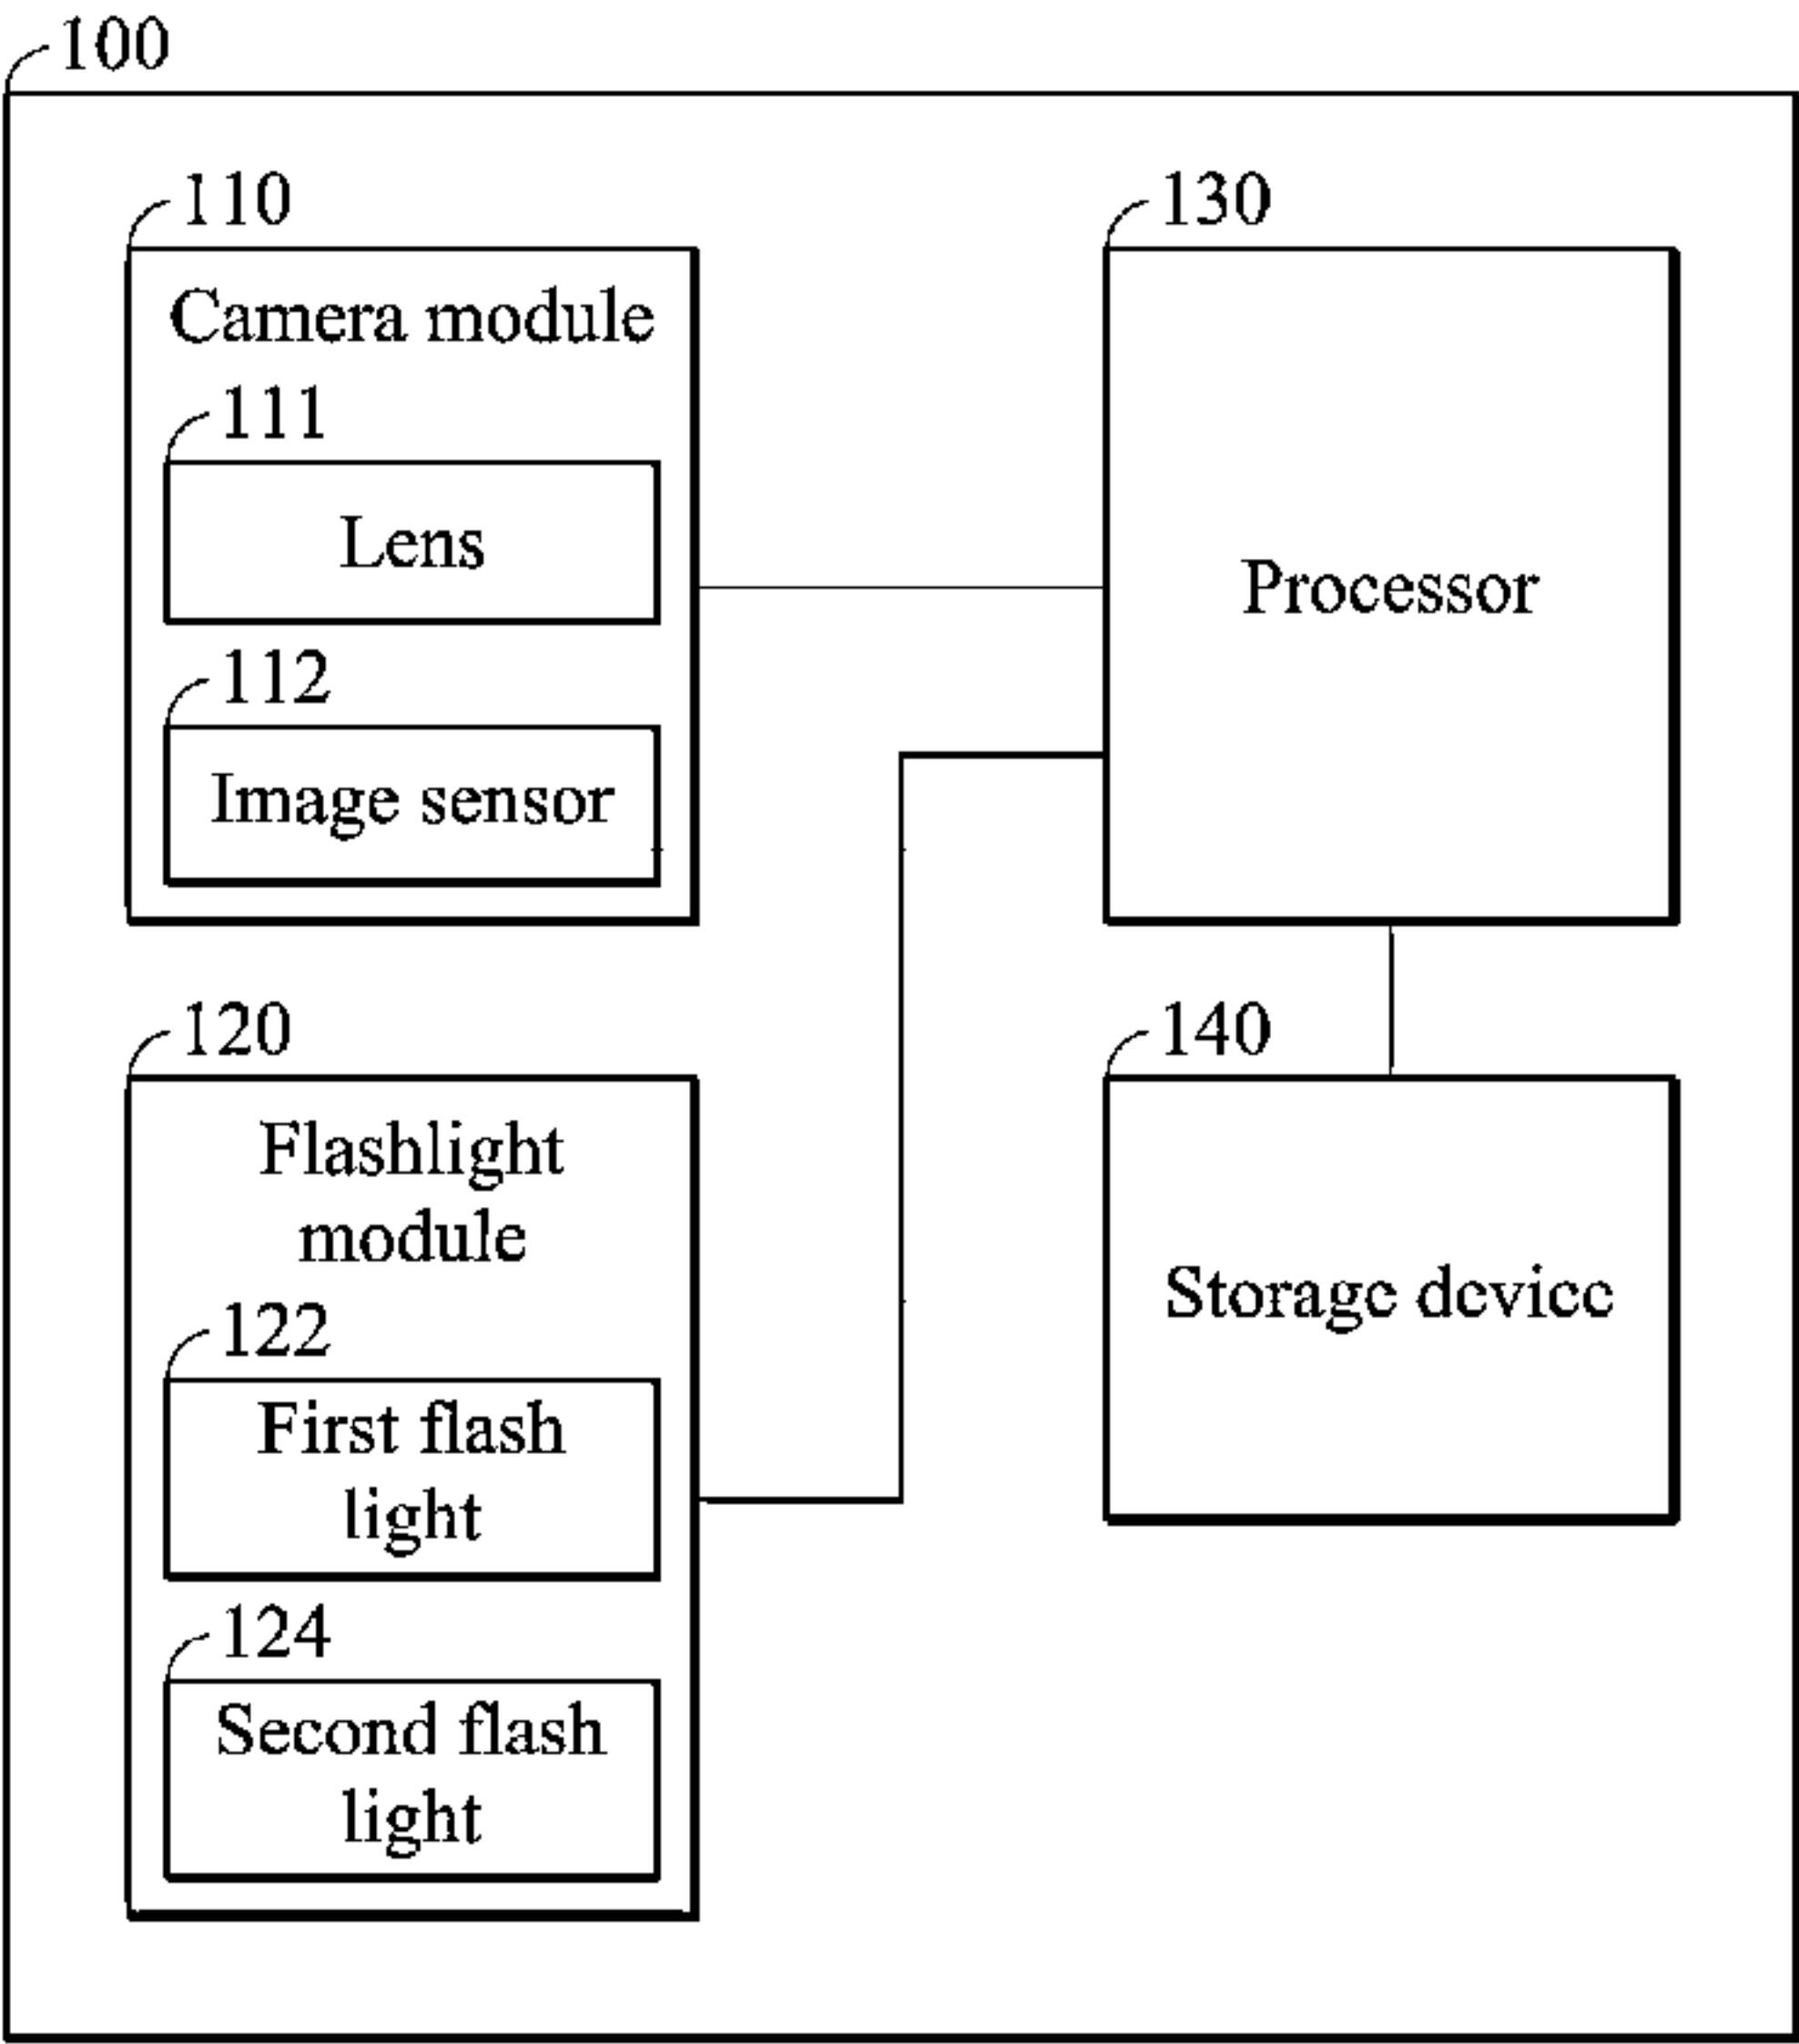 100
110
Camera module
111
Lens
112
Image sensor
120
Flashlight
module
122
First flash
light
124
Second flash
light
130
Processor
140
Storage device